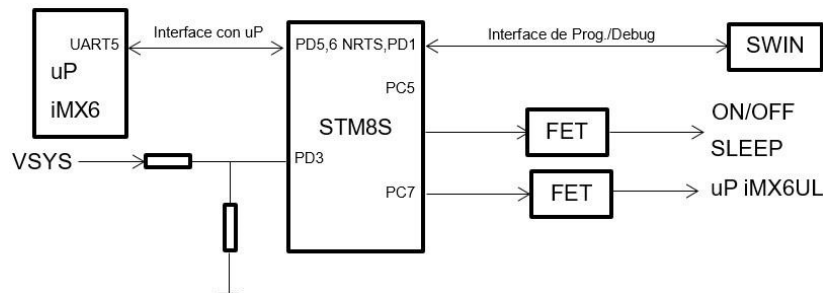 UART5
uP
iMX6
Interface con uP
PD5,6 NRTS,PD1
Interface de Prog./Debug
SWIN
PC5
STM8S
FET
ON/OFF
SLEEP
VSYS
PD3
PC7
FET
uP iMX6UL